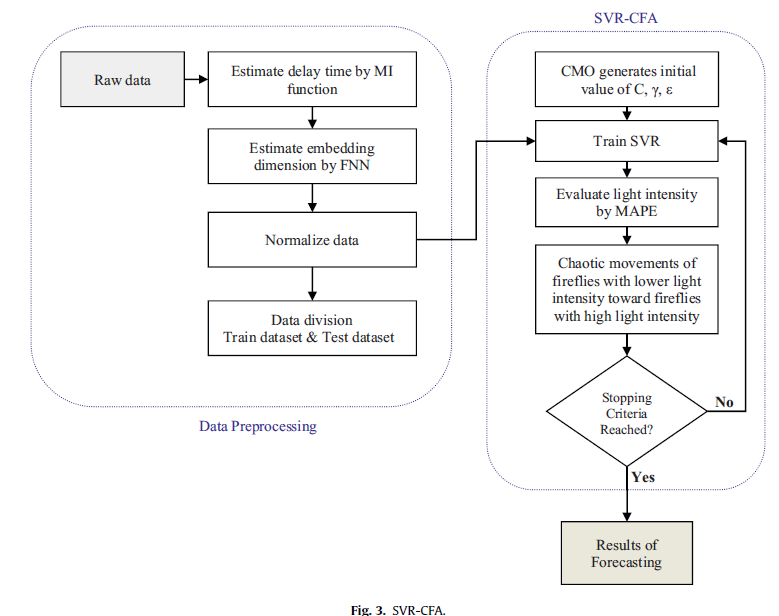 SVR-CFA
Raw data
Estimate delay time by MI
function
Estimate embedding
dimension by FNN
Normalize data
Data division
Train dataset & Test dataset
Data Preprocessing
CMO generates initial
value of C, γ, ε
Train SVR
Evaluate light intensity
by MAPE
Chaotic movements of
fireflies with lower light
intensity toward fireflies
with high light intensity
Stopping
Criteria
Reached?
No
Yes
Results of
Forecasting
Fig. 3. SVR-CFA.